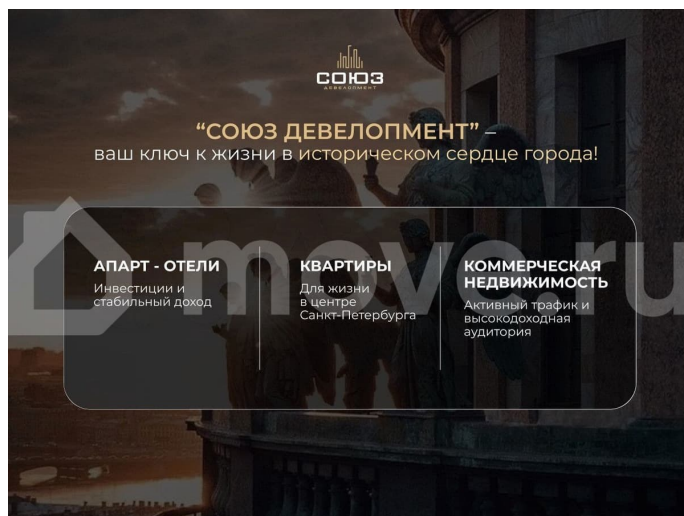 СОЮЗ
ДЕВЕЛОПМЕНТ
“СОЮЗ ДЕВЕЛОПМЕНТ” –
ваш ключ к жизни в историческом сердце города!
move.ru
АПАРТ - ОТЕЛИ
Инвестиции и
стабильный доход
КВАРТИРЫ
Для жизни
в центре
Санкт-Петербурга
КОММЕРЧЕСКАЯ
НЕДВИЖИМОСТЬ
Активный трафик и
высокодоходная
аудитория